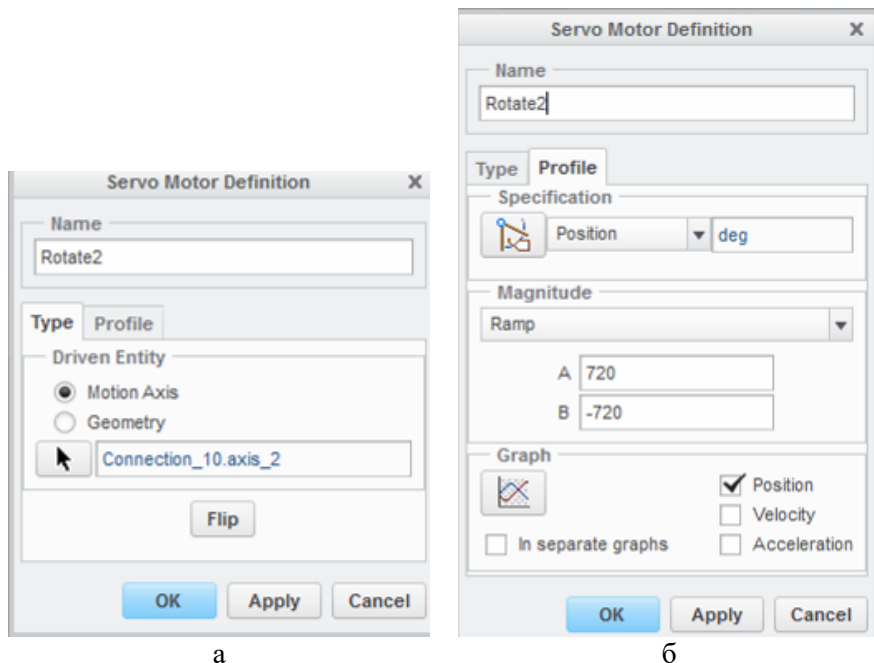 Servo Motor Definition X
Name
Rotate2
Type Profile
Driven Entity
Motion Axis
Geometry
Connection_10.axis_2
Flip
OK Apply Cancel
а
Servo Motor Definition X
Name
Rotate2
Type Profile
Specification
Position deg
Magnitude
Ramp
A 720
B -720
Graph
Position
Velocity
In separate graphs Acceleration
OK Apply Cancel
б